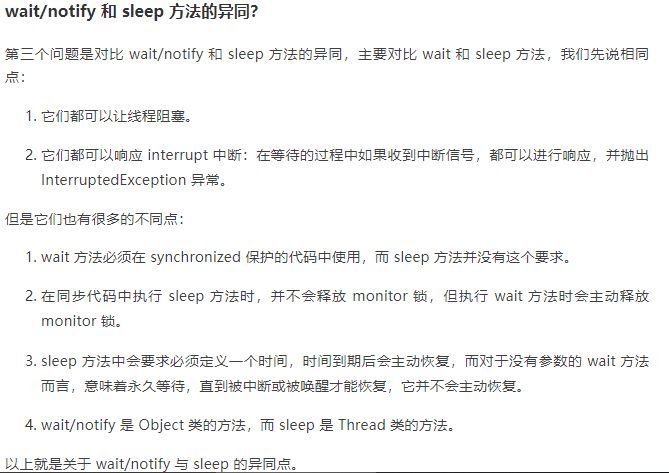 wait/notify 和 sleep 方法的异同?
第三个问题是对比 wait/notify 和 sleep 方法的异同，主要对比 wait 和 sleep 方法，我们先说相同
点：
1. 它们都可以让线程阻塞。
2. 它们都可以响应 interrupt 中断：在等待的过程中如果收到中断信号，都可以进行响应，并抛出
InterruptedException 异常。
但是它们也有很多的不同点：
1. wait 方法必须在 synchronized 保护的代码中使用，而 sleep 方法并没有这个要求。
2. 在同步代码中执行 sleep 方法时，并不会释放 monitor 锁，但执行 wait 方法时会主动释放
monitor 锁。
3. sleep 方法中会要求必须定义一个时间，时间到期后会主动恢复，而对于没有参数的 wait 方法
而言，意味着永久等待，直到被中断或被唤醒才能恢复，它并不会主动恢复。
4. wait/notify 是 Object 类的方法，而 sleep 是 Thread 类的方法。
以上就是关于 wait/notify 与 sleep 的异同点。